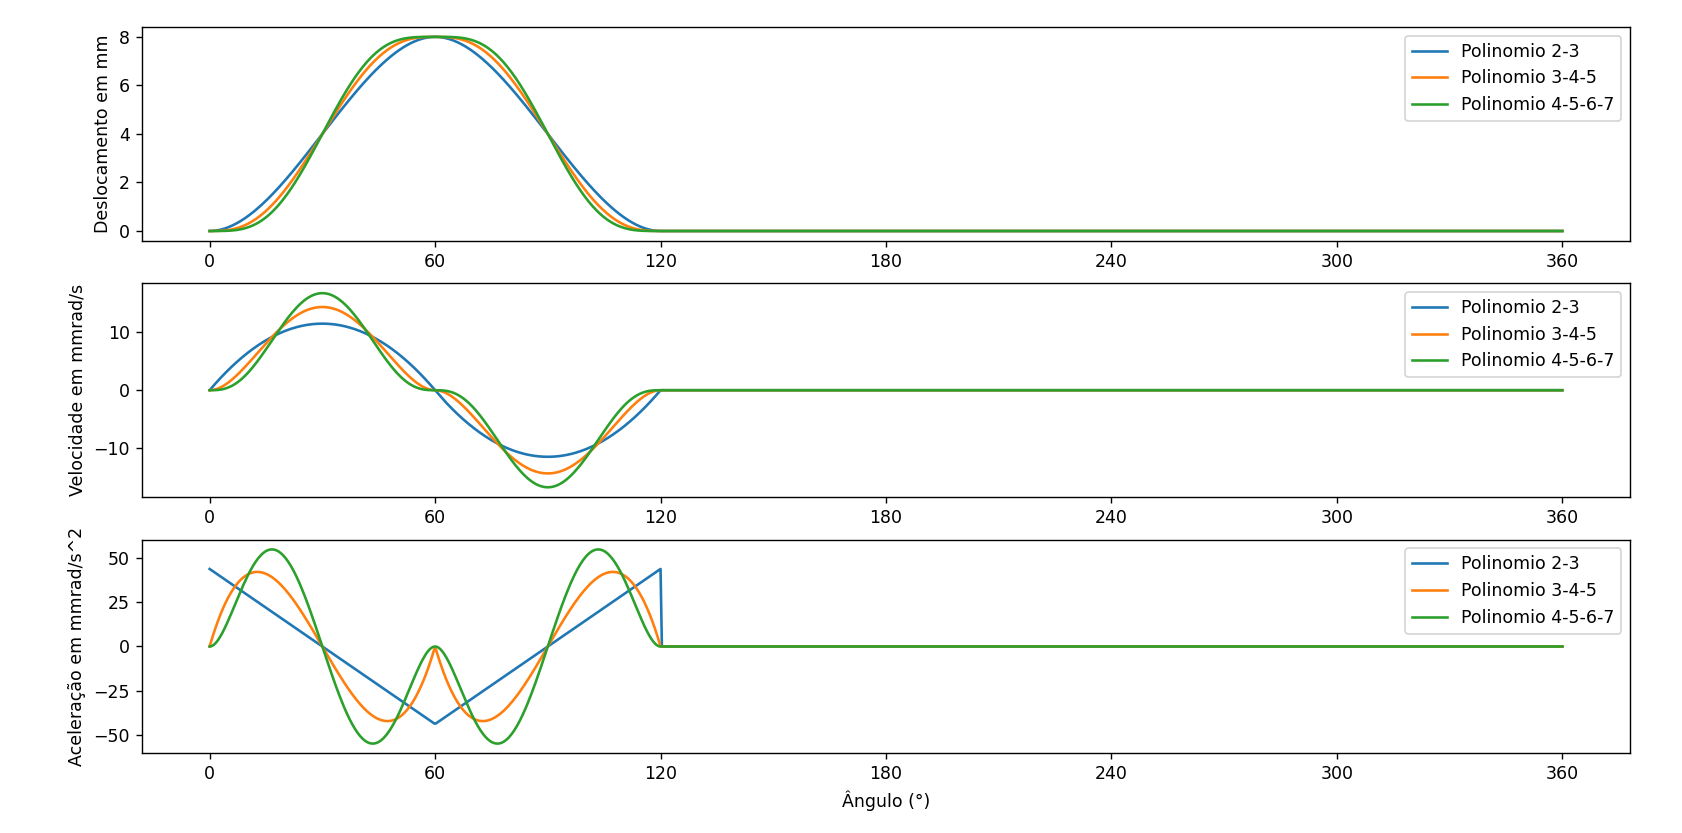 Deslocamento em mm
8
6
4
2
0
Polinomio 2-3
Polinomio 3-4-5
Polinomio 4-5-6-7
0 60 120 180 240 300 360
Velocidade em mmrad/s
10
0
−10
Polinomio 2-3
Polinomio 3-4-5
Polinomio 4-5-6-7
0 60 120 180 240 300 360
Aceleração em mmrad/s^2
50
25
0
−25
−50
Polinomio 2-3
Polinomio 3-4-5
Polinomio 4-5-6-7
0 60 120 180 240 300 360
Ângulo (°)